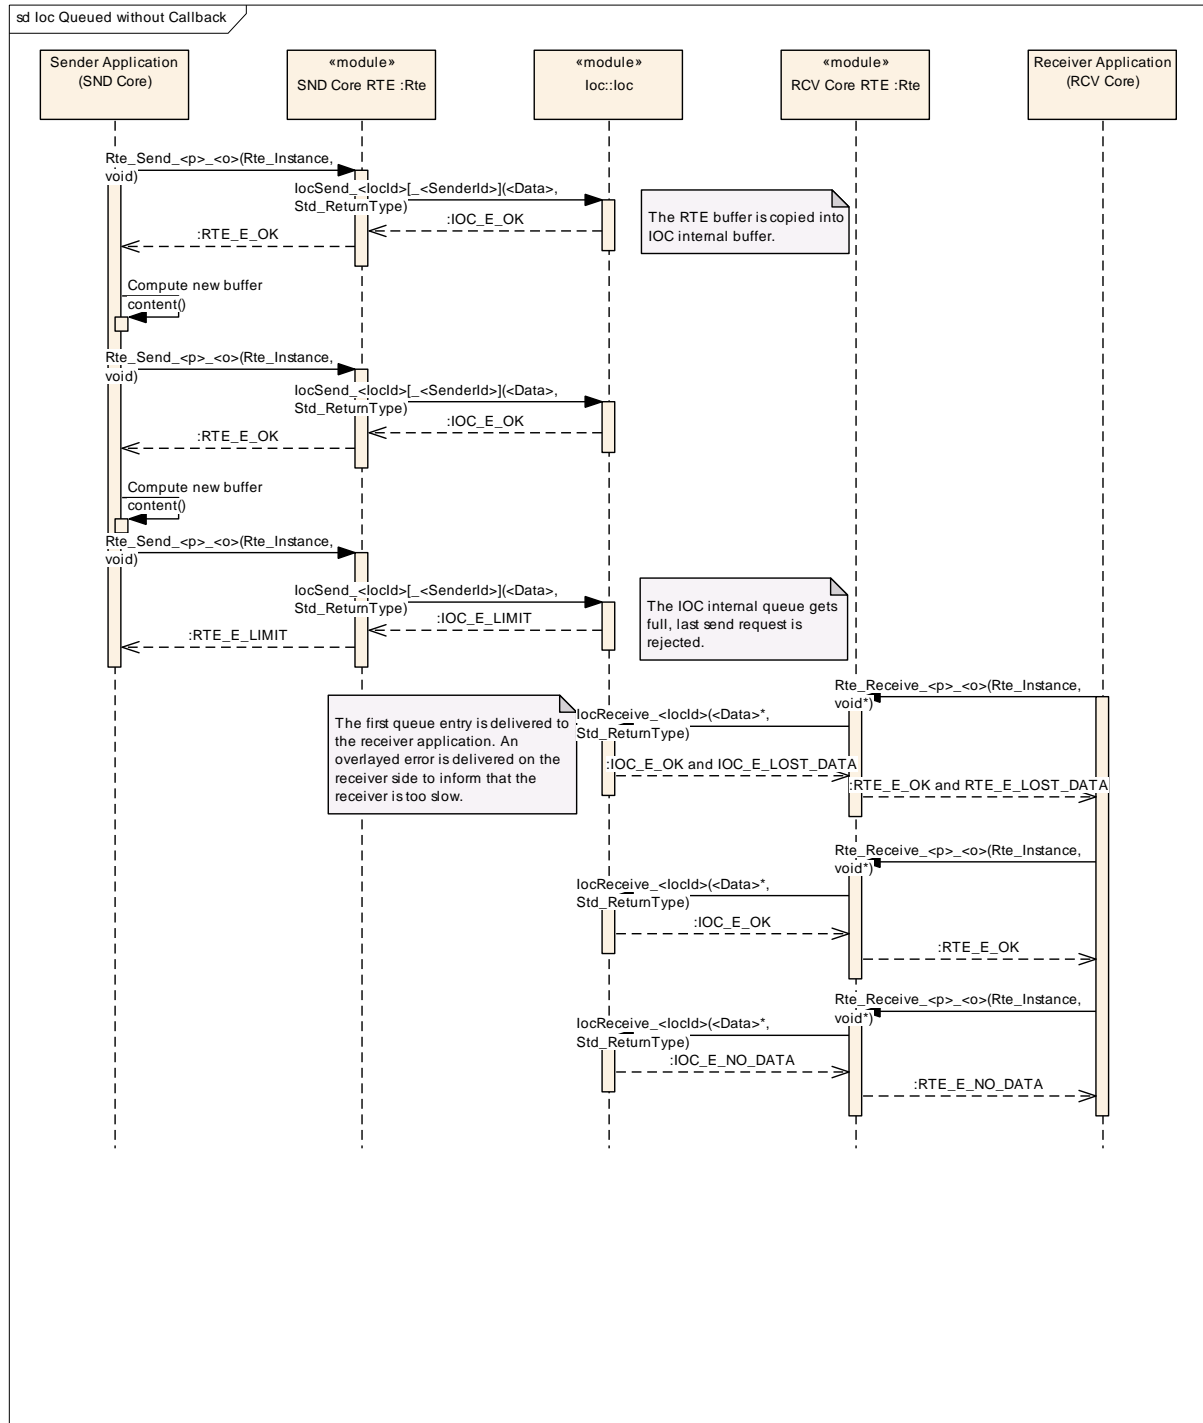 sd Ioc Queued without Callback
Sender Application
(SND Core)
«module»
SND Core RTE :Rte
«module»
Ioc::Ioc
«module»
RCV Core RTE :Rte
Receiver Application
(RCV Core)
Rte_Send_<p>_<o>(Rte_Instance,
void)
IocSend_<IocId>[_<SenderId>](<Data>,
Std_ReturnType)
The RTE buffer is copied into
IOC internal buffer.
:IOC_E_OK
:RTE_E_OK
Compute new buffer
content()
Rte_Send_<p>_<o>(Rte_Instance,
void)
IocSend_<IocId>[_<SenderId>](<Data>,
Std_ReturnType)
:IOC_E_OK
:RTE_E_OK
Compute new buffer
content()
Rte_Send_<p>_<o>(Rte_Instance,
void)
IocSend_<IocId>[_<SenderId>](<Data>,
Std_ReturnType)
The IOC internal queue gets
full, last send request is
rejected.
:IOC_E_LIMIT
:RTE_E_LIMIT
Rte_Receive_<p>_<o>(Rte_Instance,
void*)
The first queue entry is delivered to
the receiver application. An
overlayed error is delivered on the
receiver side to inform that the
receiver is too slow.
IocReceive_<IocId>(<Data>*,
Std_ReturnType)
:IOC_E_OK and IOC_E_LOST_DATA
:RTE_E_OK and RTE_E_LOST_DATA
Rte_Receive_<p>_<o>(Rte_Instance,
void*)
IocReceive_<IocId>(<Data>*,
Std_ReturnType)
:IOC_E_OK
:RTE_E_OK
Rte_Receive_<p>_<o>(Rte_Instance,
void*)
IocReceive_<IocId>(<Data>*,
Std_ReturnType)
:IOC_E_NO_DATA
:RTE_E_NO_DATA